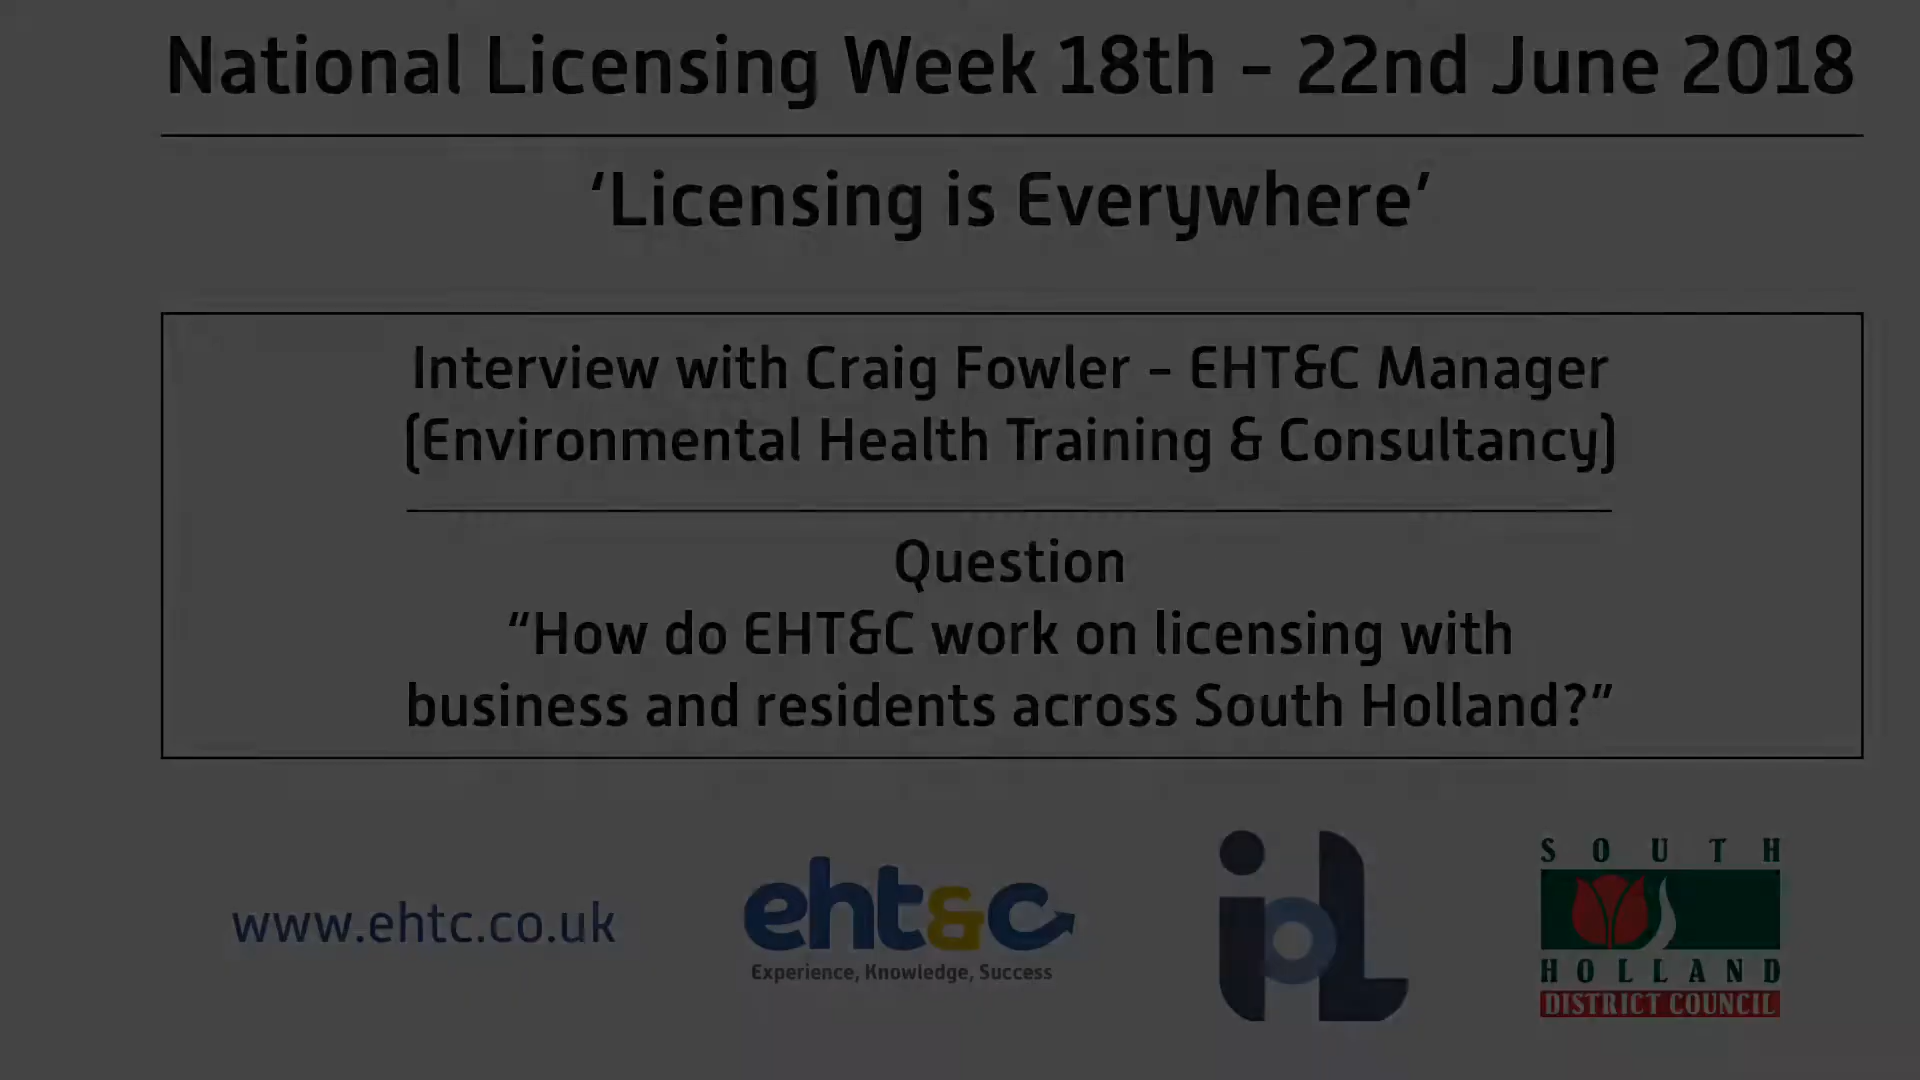 National Licensing Week 18th - 22nd June 2018
‘Licensing is Everywhere’
Interview with Craig Fowler - EHT&C Manager
(Environmental Health Training & Consultancy)
Question
“How do EHT&C work on licensing with
business and residents across South Holland?”
www.ehtc.co.uk
eht&c
Experience, Knowledge, Success
ioL
SOUTH
HOLLAND
DISTRICT COUNCIL